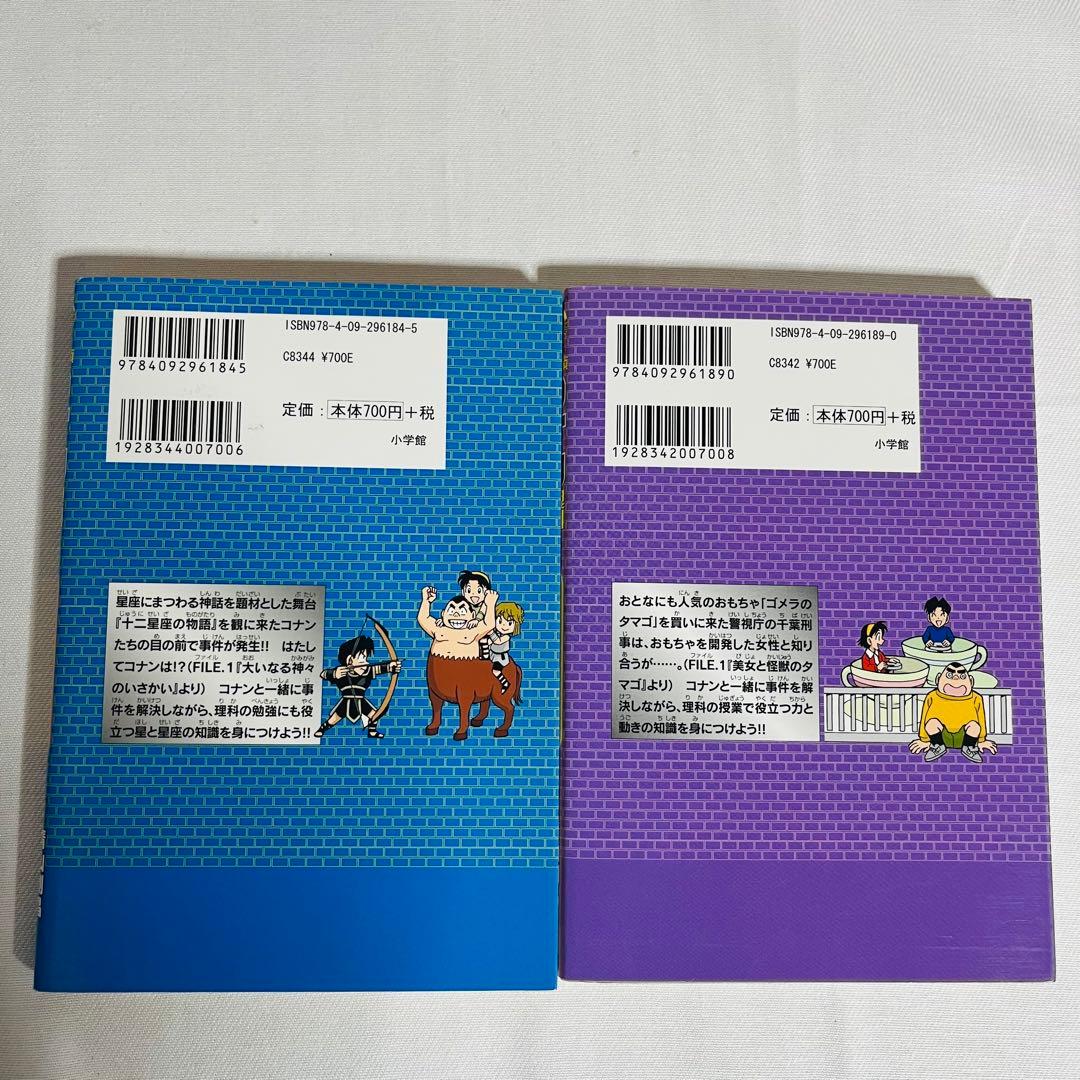 ISBN978-4-09-296184-5
C8344 ¥700E
9784092961845
定価：本体700円＋税
小学館
1928344007006
星座にまつわる神話を題材とした舞台
『十二星座の物語』を観に来たコナン
たちの目の前で事件が発生!!　はたし
てコナンは!?(FILE.1『大いなる神々
のいさかい』より)　コナンと一緒に事
件を解決しながら、理科の勉強にも役
立つ星と星座の知識を身につけよう!!
ISBN978-4-09-296189-0
C8342 ¥700E
9784092961890
定価：本体700円＋税
小学館
1928342007008
おとなにも人気のおもちゃ「ゴメラの
タマゴ」を買いに来た警視庁の千葉刑
事は、おもちゃを開発した女性と知り
合うが……。(FILE.1『美女と怪獣のタ
マゴ』より)　コナンと一緒に事件を解
決しながら、理科の授業で役立つ力と
動きの知識を身につけよう!!